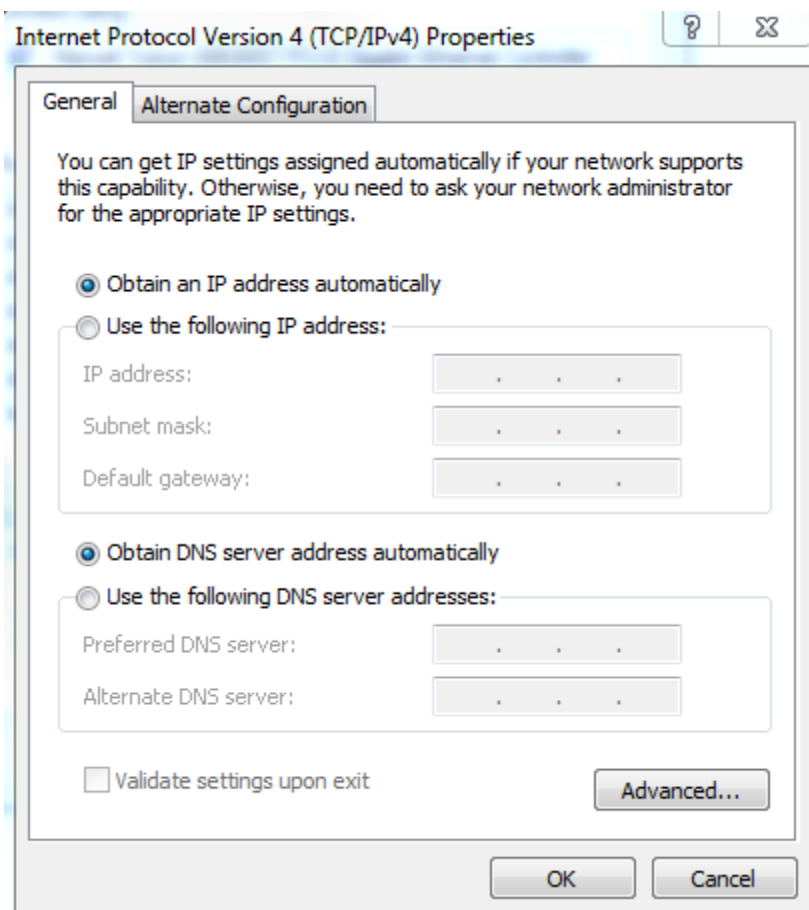 Internet Protocol Version 4 (TCP/IPv4) Properties
General
Alternate Configuration
You can get IP settings assigned automatically if your network supports
this capability. Otherwise, you need to ask your network administrator
for the appropriate IP settings.
Obtain an IP address automatically
Use the following IP address:
IP address:
. . .
Subnet mask:
. . .
Default gateway:
. . .
Obtain DNS server address automatically
Use the following DNS server addresses:
Preferred DNS server:
. . .
Alternate DNS server:
. . .
Validate settings upon exit
Advanced...
OK
Cancel